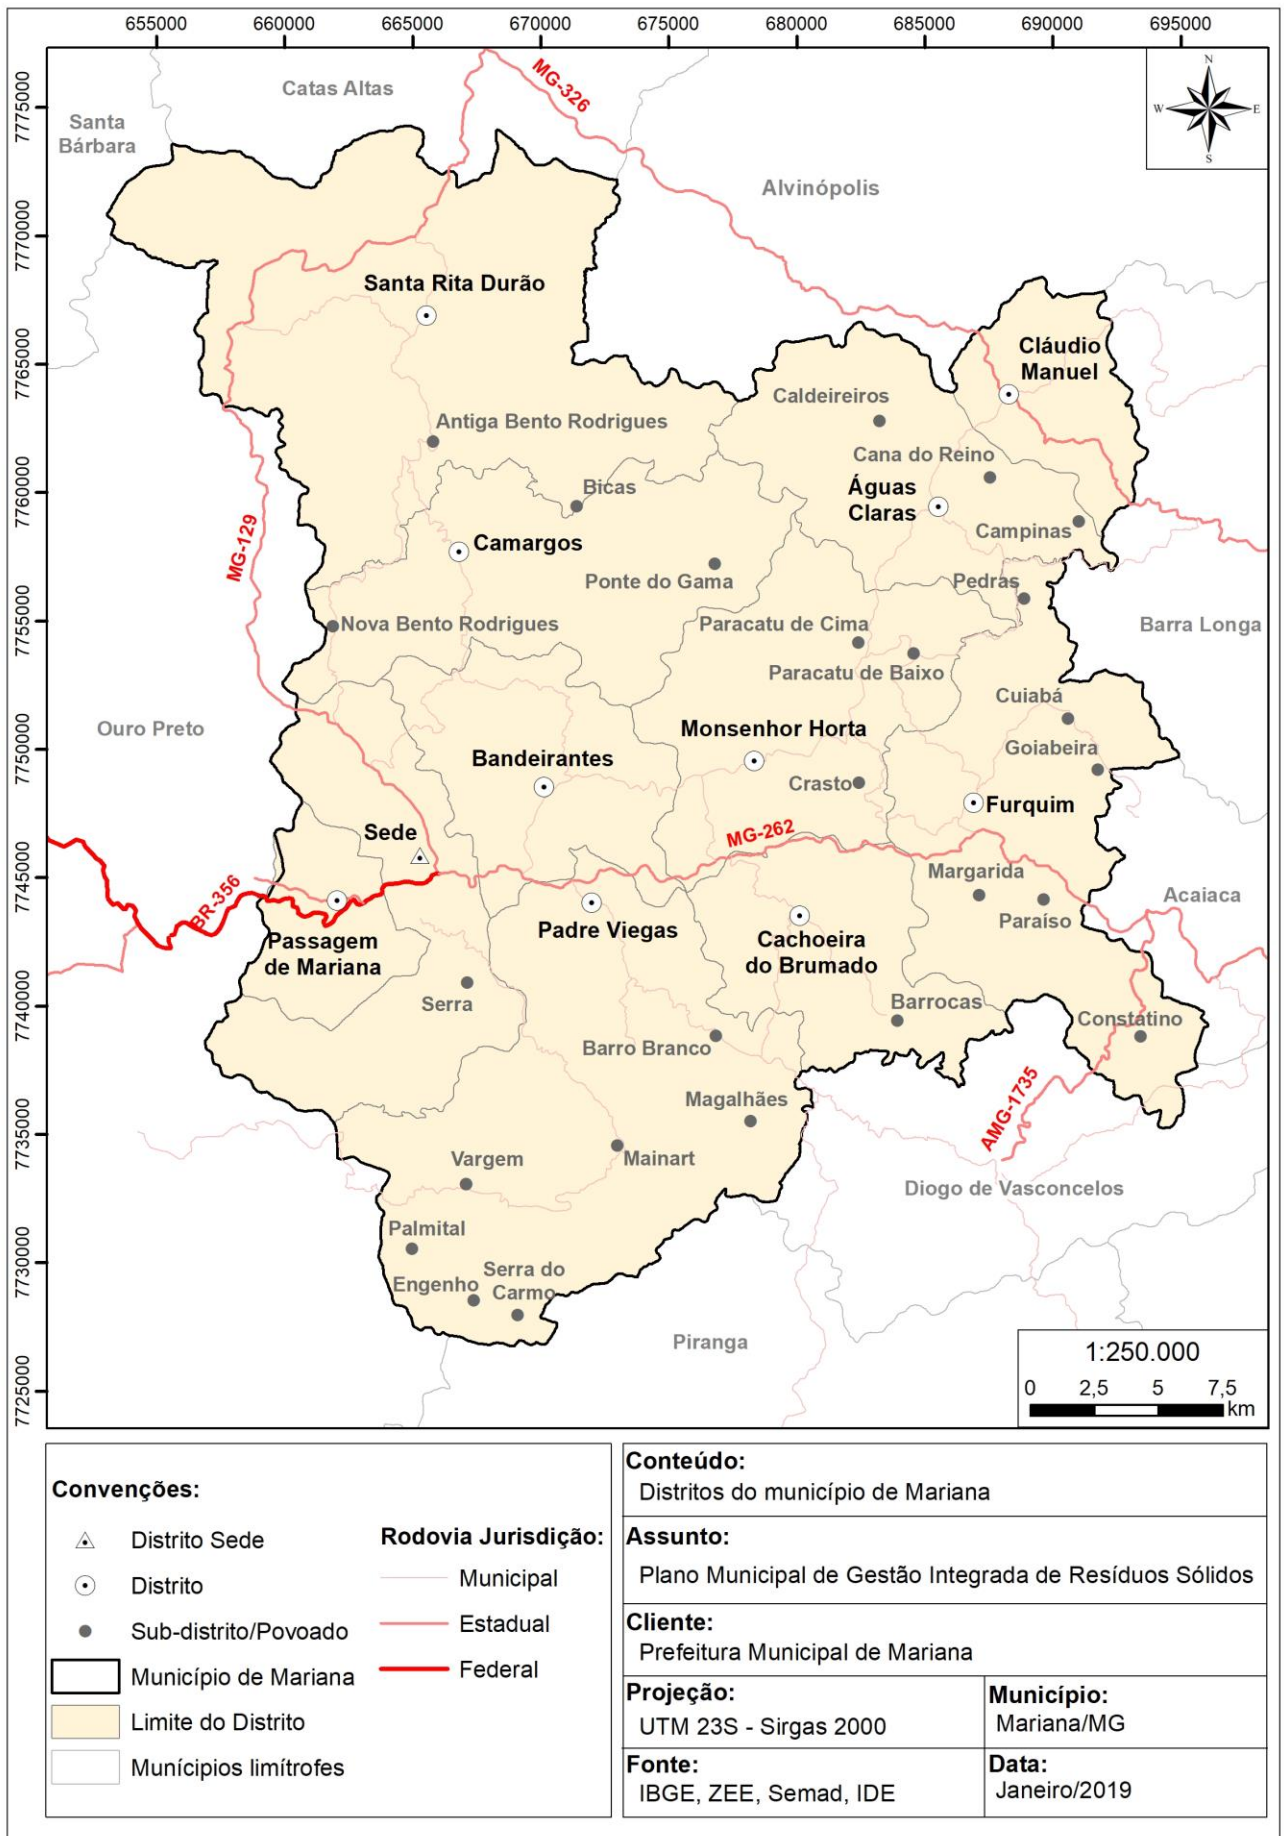 655000 660000 665000 670000 675000 680000 685000 690000 695000
7775000
7770000
7765000
7760000
7755000
7750000
7745000
7740000
7735000
7730000
7725000
N
W E
S
Catas Altas
MG-326
Santa
Bárbara
Alvinópolis
Santa Rita Durão
Cláudio
Manuel
Caldeireiros
Antiga Bento Rodrigues
Cana do Reino
Bicas
Águas
Claras
MG-129
Camargos
Campinas
Ponte do Gama
Pedras
Nova Bento Rodrigues
Paracatu de Cima
Barra Longa
Paracatu de Baixo
Cuiabá
Ouro Preto
Monsenhor Horta
Bandeirantes
Goiabeira
Crasto
Furquim
Sede
MG-262
BR-356
Margarida
Acaiaca
Paraíso
Passagem
de Mariana
Padre Viegas
Cachoeira
do Brumado
Serra
Barrocas
Constatino
Barro Branco
Magalhães
AMG-1735
Vargem
Mainart
Diogo de Vasconcelos
Palmital
Engenho
Serra do
Carmo
Piranga
1:250.000
0 2,5 5 7,5
km
Convenções:
Distrito Sede
Distrito
Sub-distrito/Povoado
Município de Mariana
Limite do Distrito
Munícipios limítrofes
Rodovia Jurisdição:
Municipal
Estadual
Federal
Conteúdo:
Distritos do município de Mariana
Assunto:
Plano Municipal de Gestão Integrada de Resíduos Sólidos
Cliente:
Prefeitura Municipal de Mariana
Projeção:
UTM 23S - Sirgas 2000
Município:
Mariana/MG
Fonte:
IBGE, ZEE, Semad, IDE
Data:
Janeiro/2019